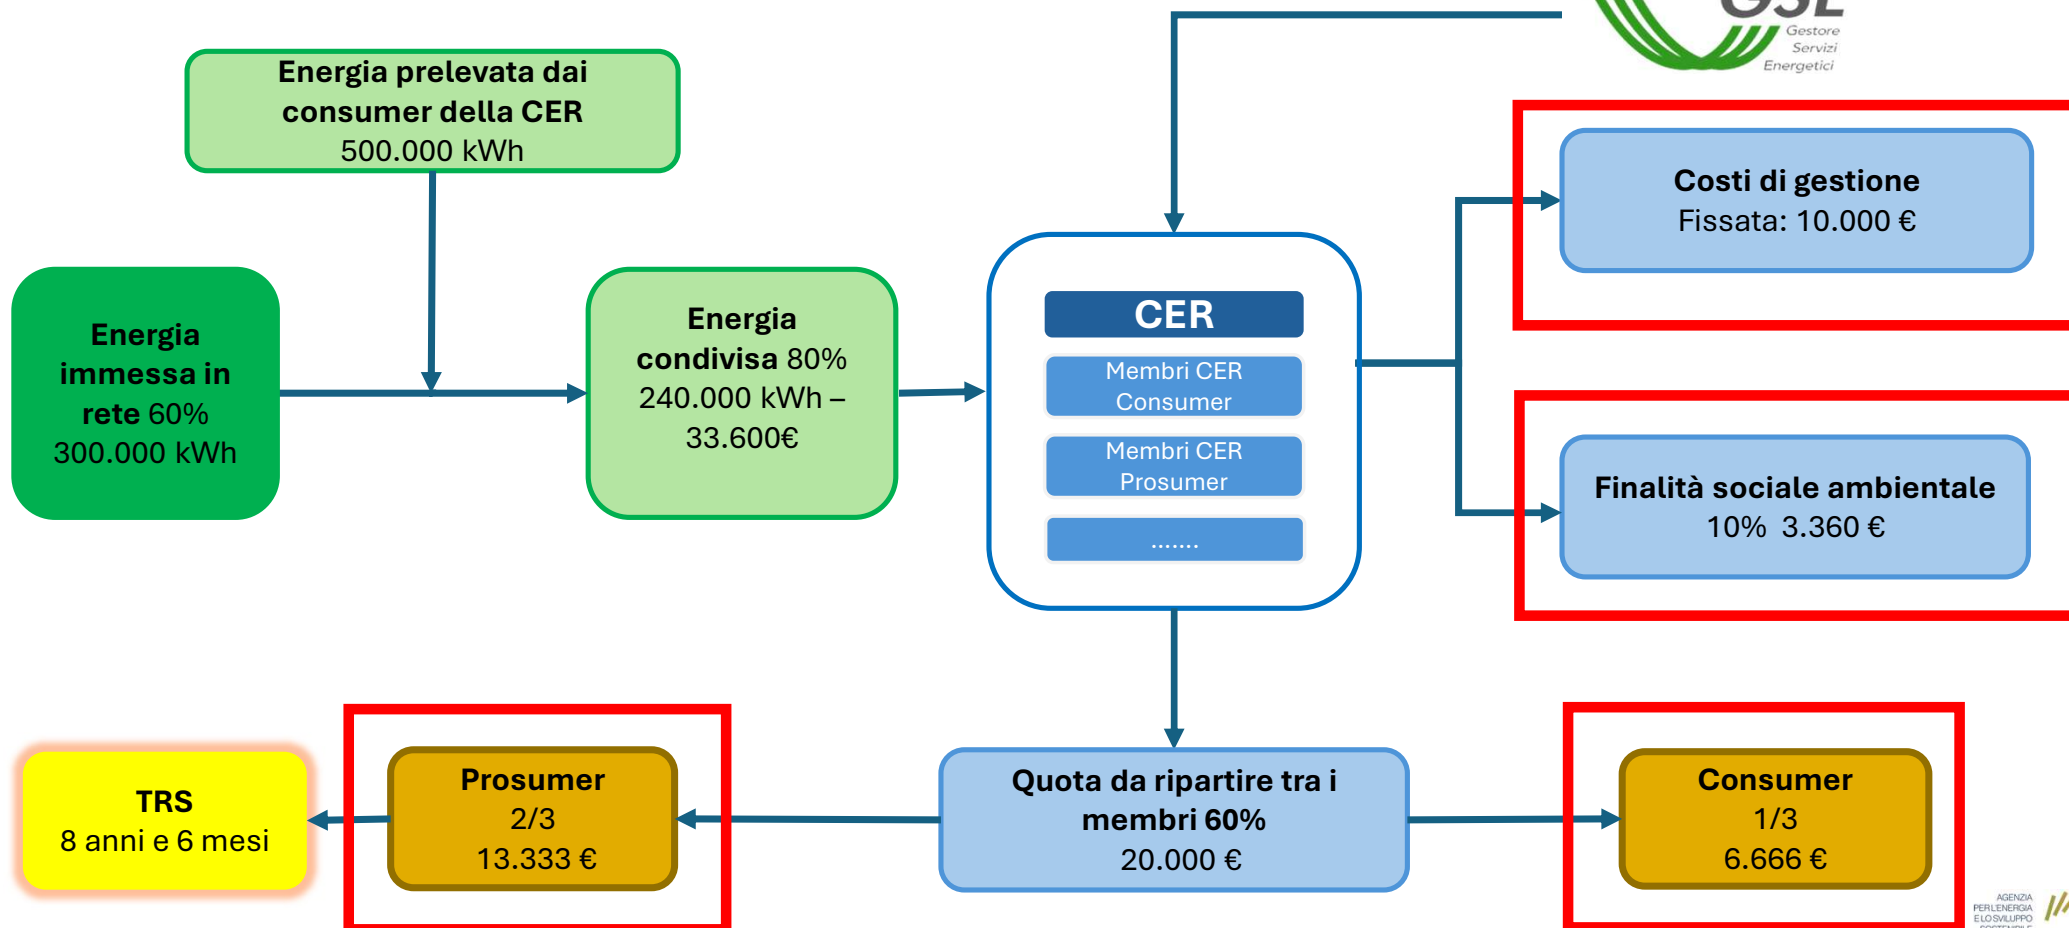 GSE
Gestore
Servizi
Energetici
Energia prelevata dai
consumer della CER
500.000 kWh
Costi di gestione
Fissata: 10.000 €
Energia
immessa in
rete 60%
300.000 kWh
Energia
condivisa 80%
240.000 kWh –
33.600€
CER
Membri CER
Consumer
Membri CER
Prosumer
.......
Finalità sociale ambientale
10% 3.360 €
TRS
8 anni e 6 mesi
Prosumer
2/3
13.333 €
Quota da ripartire tra i
membri 60%
20.000 €
Consumer
1/3
6.666 €
AGENZIA
PER L'ENERGIA
E LO SVILUPPO
SOSTENIBILE